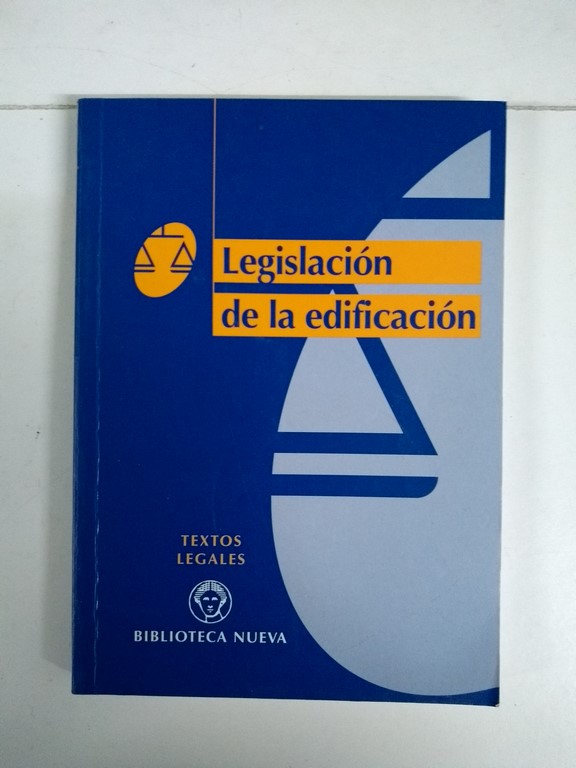 Legislación
de la edificación
TEXTOS
LEGALES
BIBLIOTECA NUEVA